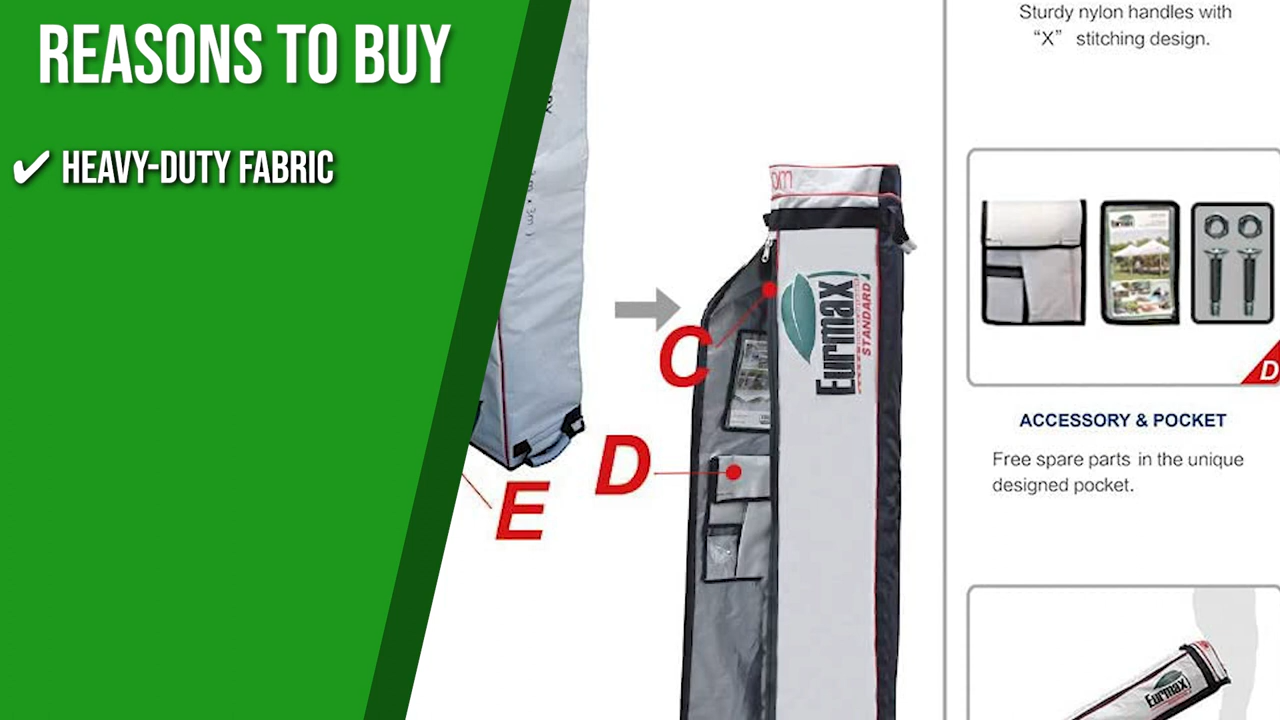 REASONS TO BUY
✔ HEAVY-DUTY FABRIC
Sturdy nylon handles with
“X” stitching design.
om
Eurmax
STANDARD
C
D
E
D
ACCESSORY & POCKET
Free spare parts in the unique
designed pocket.
Eurmax